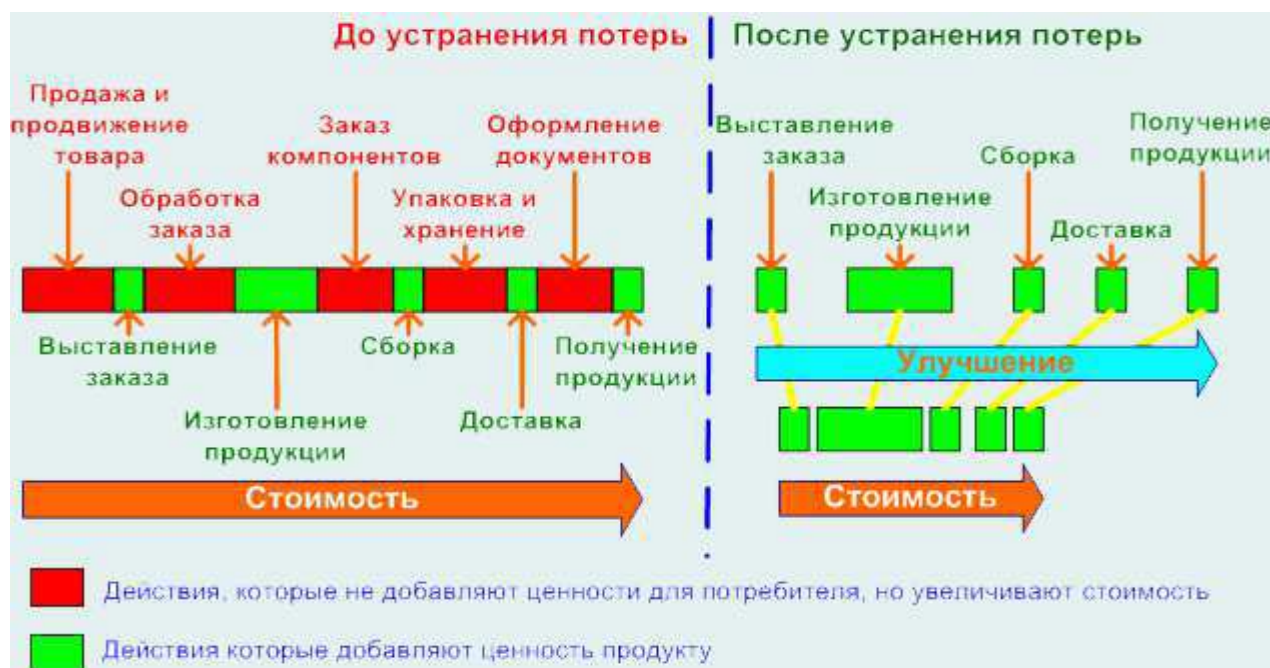 До устранения потерь
После устранения потерь
Продажа и
продвижение
товара
Заказ
компонентов
Оформление
документов
Обработка
заказа
Упаковка и
хранение
Выставление
заказа
Сборка
Получение
продукции
Изготовление
продукции
Доставка
Выставление
заказа
Сборка
Получение
продукции
Изготовление
продукции
Доставка
Улучшение
Стоимость
Стоимость
Действия, которые не добавляют ценности для потребителя, но увеличивают стоимость
Действия которые добавляют ценность продукту